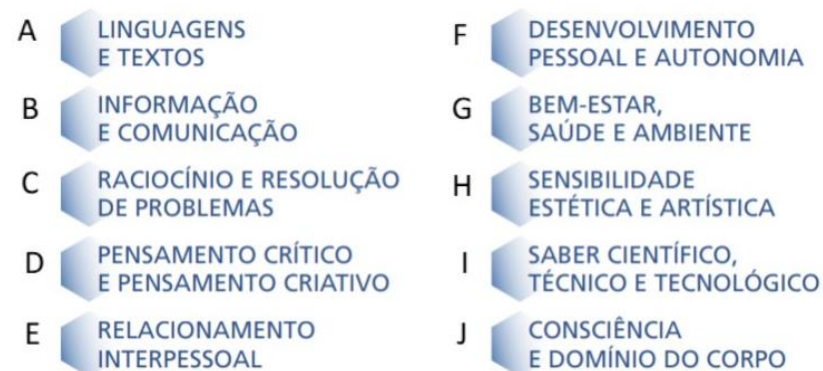 A
LINGUAGENS
E TEXTOS
B
INFORMAÇÃO
E COMUNICAÇÃO
C
RACIOCÍNIO E RESOLUÇÃO
DE PROBLEMAS
D
PENSAMENTO CRÍTICO
E PENSAMENTO CRIATIVO
E
RELACIONAMENTO
INTERPESSOAL
F
DESENVOLVIMENTO
PESSOAL E AUTONOMIA
G
BEM-ESTAR,
SAÚDE E AMBIENTE
H
SENSIBILIDADE
ESTÉTICA E ARTÍSTICA
I
SABER CIENTÍFICO,
TÉCNICO E TECNOLÓGICO
J
CONSCIÊNCIA
E DOMÍNIO DO CORPO